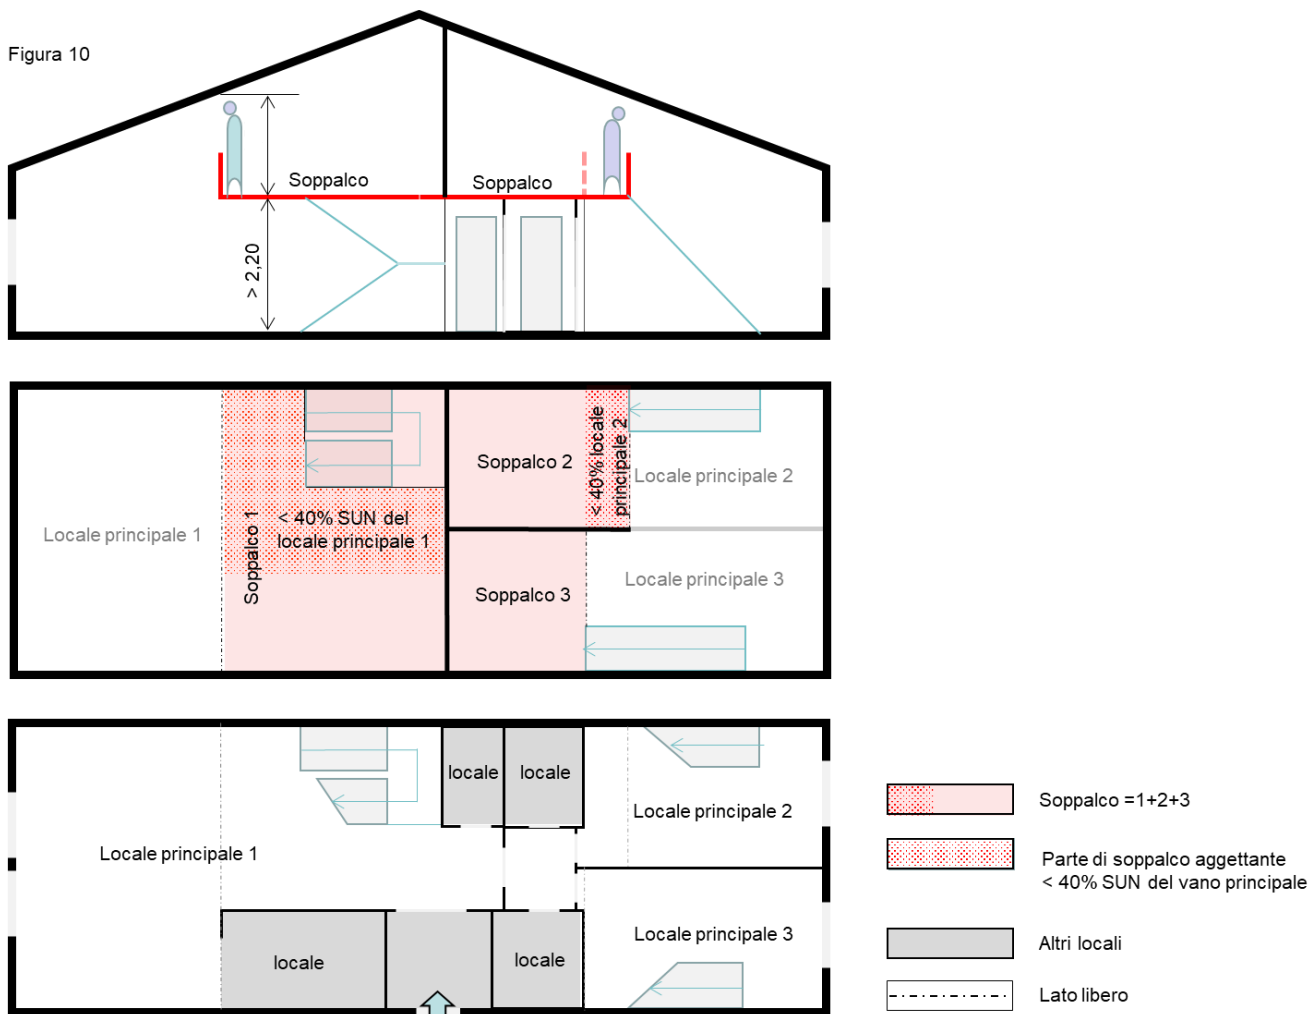 Figura 10
Soppalco
Soppalco
> 2,20
Soppalco 1
< 40% SUN del
locale principale 1
Locale principale 1
Soppalco 2
< 40% locale
principale 2
Locale principale 2
Soppalco 3
Locale principale 3
locale
locale
Locale principale 1
Locale principale 2
locale
locale
Locale principale 3
Soppalco =1+2+3
Parte di soppalco aggettante
< 40% SUN del vano principale
Altri locali
Lato libero